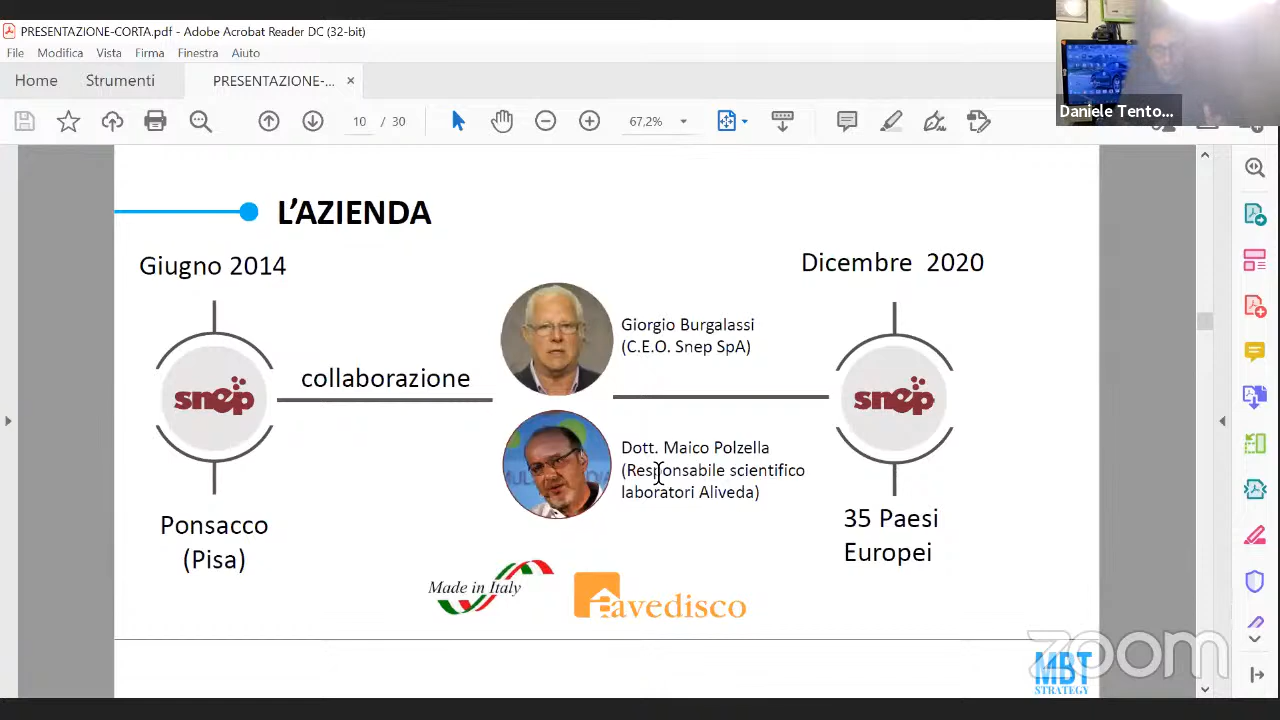 PRESENTAZIONE-CORTA.pdf - Adobe Acrobat Reader DC (32-bit)
File Modifica Vista Firma Finestra Aiuto
Home Strumenti PRESENTAZIONE-... ×
10 / 30 67,2%
Daniele Tento...
L'AZIENDA
Giugno 2014
Dicembre 2020
Giorgio Burgalassi
(C.E.O. Snep SpA)
snep
collaborazione
snep
Dott. Maico Polzella
(Responsabile scientifico
laboratori Aliveda)
Ponsacco
(Pisa)
35 Paesi
Europei
Made in Italy
avedisco
zoom
MBT
STRATEGY